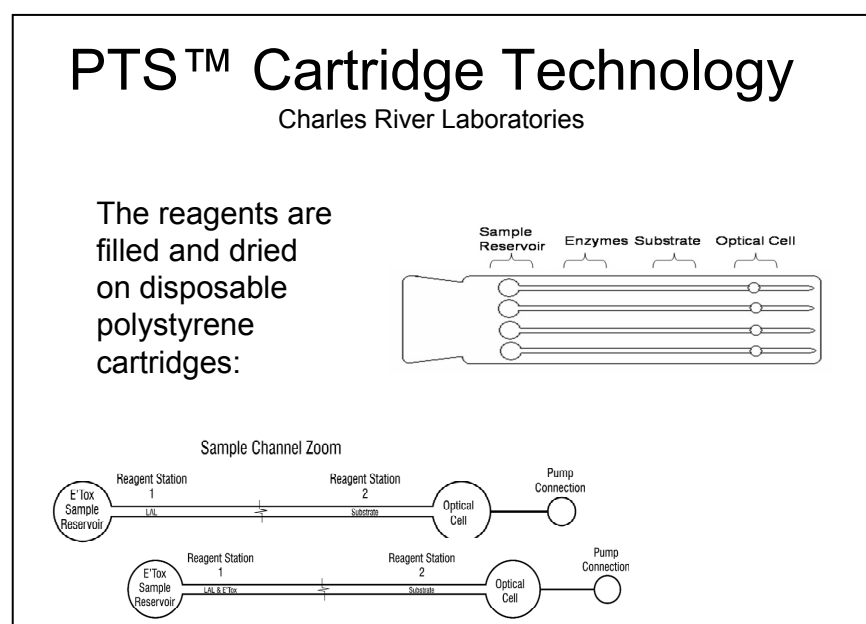 PTS™ Cartridge Technology
Charles River Laboratories
The reagents are
filled and dried
on disposable
polystyrene
cartridges:
Sample
Reservoir
Enzymes
Substrate
Optical Cell
Sample Channel Zoom
E'Tox
Sample
Reservoir
Reagent Station
1
LAL
Reagent Station
2
Substrate
Optical
Cell
Pump
Connection
E'Tox
Sample
Reservoir
Reagent Station
1
LAL & E'Tox
Reagent Station
2
Substrate
Optical
Cell
Pump
Connection